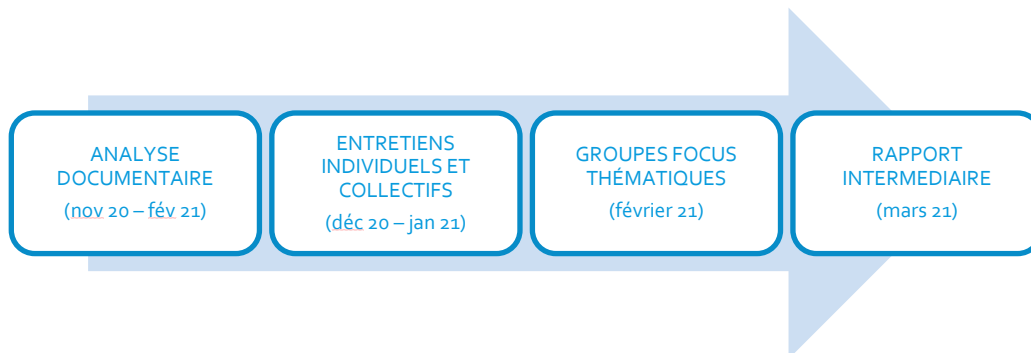 ANALYSE
DOCUMENTAIRE
(nov 20 – fév 21)
ENTRETIENS
INDIVIDUELS ET
COLLECTIFS
(déc 20 – jan 21)
GROUPES FOCUS
THÉMATIQUES
(février 21)
RAPPORT
INTERMEDIAIRE
(mars 21)